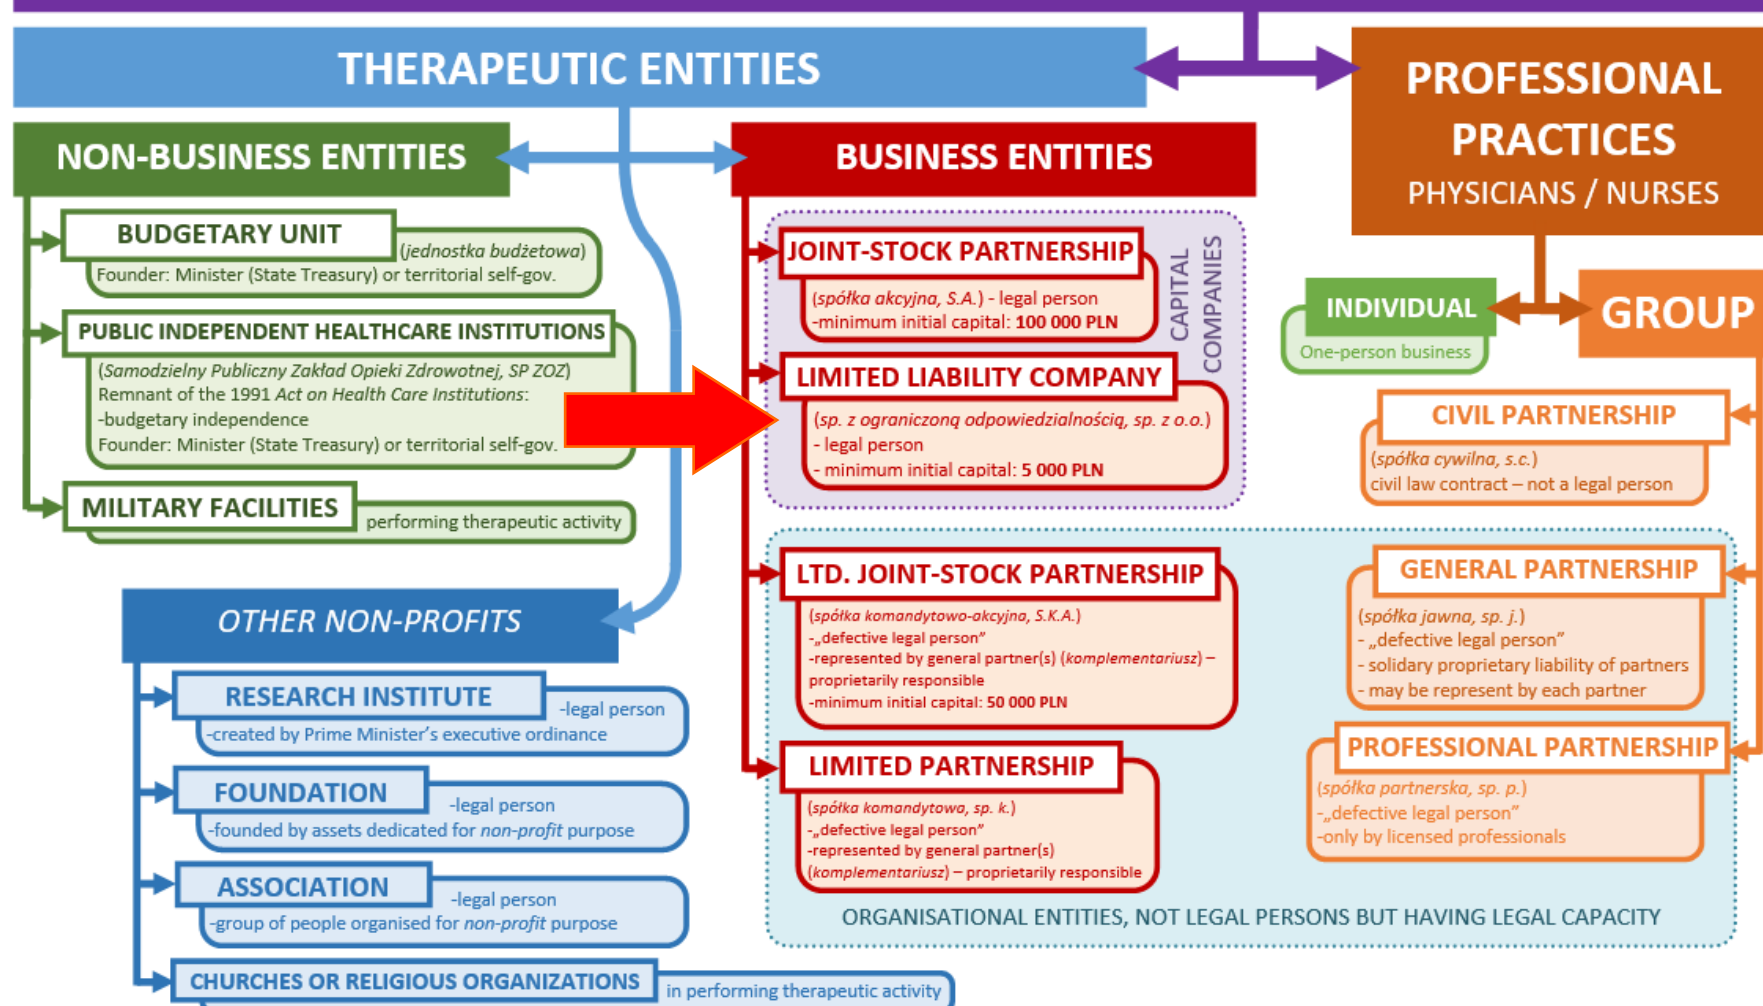 THERAPEUTIC ENTITIES
NON-BUSINESS ENTITIES
BUDGETARY UNIT
(jednostka budżetowa)
Founder: Minister (State Treasury) or territorial self-gov.
PUBLIC INDEPENDENT HEALTHCARE INSTITUTIONS
(Samodzielny Publiczny Zakład Opieki Zdrowotnej, SP ZOZ)
Remnant of the 1991 Act on Health Care Institutions:
-budgetary independence
Founder: Minister (State Treasury) or territorial self-gov.
MILITARY FACILITIES
performing therapeutic activity
OTHER NON-PROFITS
RESEARCH INSTITUTE
-legal person
-created by Prime Minister's executive ordinance
FOUNDATION
-legal person
-founded by assets dedicated for non-profit purpose
ASSOCIATION
-legal person
-group of people organised for non-profit purpose
CHURCHES OR RELIGIOUS ORGANIZATIONS
in performing therapeutic activity
BUSINESS ENTITIES
JOINT-STOCK PARTNERSHIP
(spółka akcyjna, S.A.) - legal person
-minimum initial capital: 100 000 PLN
CAPITAL
COMPANIES
LIMITED LIABILITY COMPANY
(sp. z ograniczoną odpowiedzialnością, sp. z o.o.)
- legal person
- minimum initial capital: 5 000 PLN
LTD. JOINT-STOCK PARTNERSHIP
(spółka komandytowo-akcyjna, S.K.A.)
-„defective legal person”
-represented by general partner(s) (komplementariusz) –
proprietarily responsible
-minimum initial capital: 50 000 PLN
LIMITED PARTNERSHIP
(spółka komandytowa, sp. k.)
-„defective legal person”
-represented by general partner(s)
(komplementariusz) – proprietarily responsible
ORGANISATIONAL ENTITIES, NOT LEGAL PERSONS BUT HAVING LEGAL CAPACITY
PROFESSIONAL
PRACTICES
PHYSICIANS / NURSES
INDIVIDUAL
One-person business
GROUP
CIVIL PARTNERSHIP
(spółka cywilna, s.c.)
civil law contract – not a legal person
GENERAL PARTNERSHIP
(spółka jawna, sp. j.)
- „defective legal person”
- solidary proprietary liability of partners
- may be represent by each partner
PROFESSIONAL PARTNERSHIP
(spółka partnerska, sp. p.)
-„defective legal person”
-only by licensed professionals